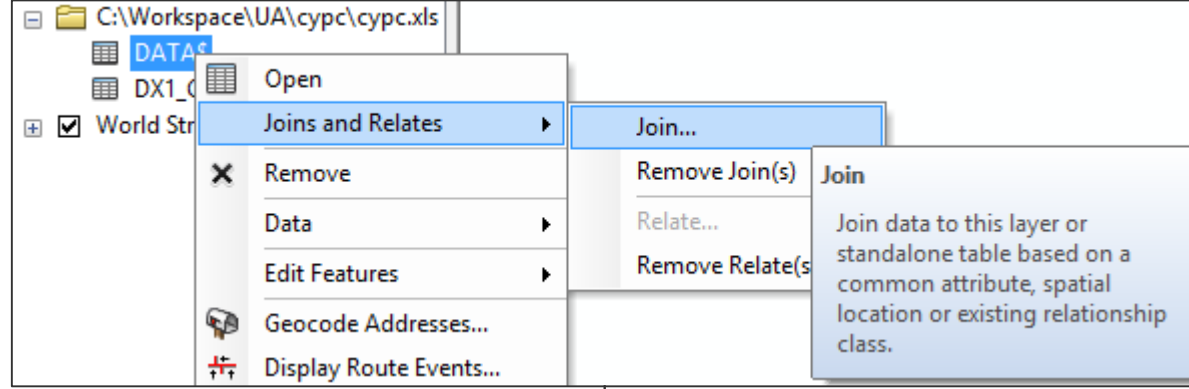 C:\Workspace\UA\cypc\cypc.xls
DATA$
DX1_
World Str
Open
Joins and Relates
Remove
Data
Edit Features
Geocode Addresses...
Display Route Events...
Join...
Remove Join(s)
Relate...
Remove Relate(s
Join
Join data to this layer or
standalone table based on a
common attribute, spatial
location or existing relationship
class.